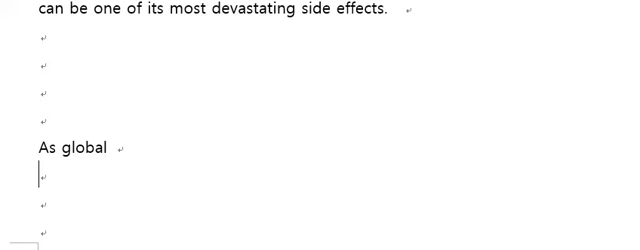 can be one of its most devastating side effects.
As global